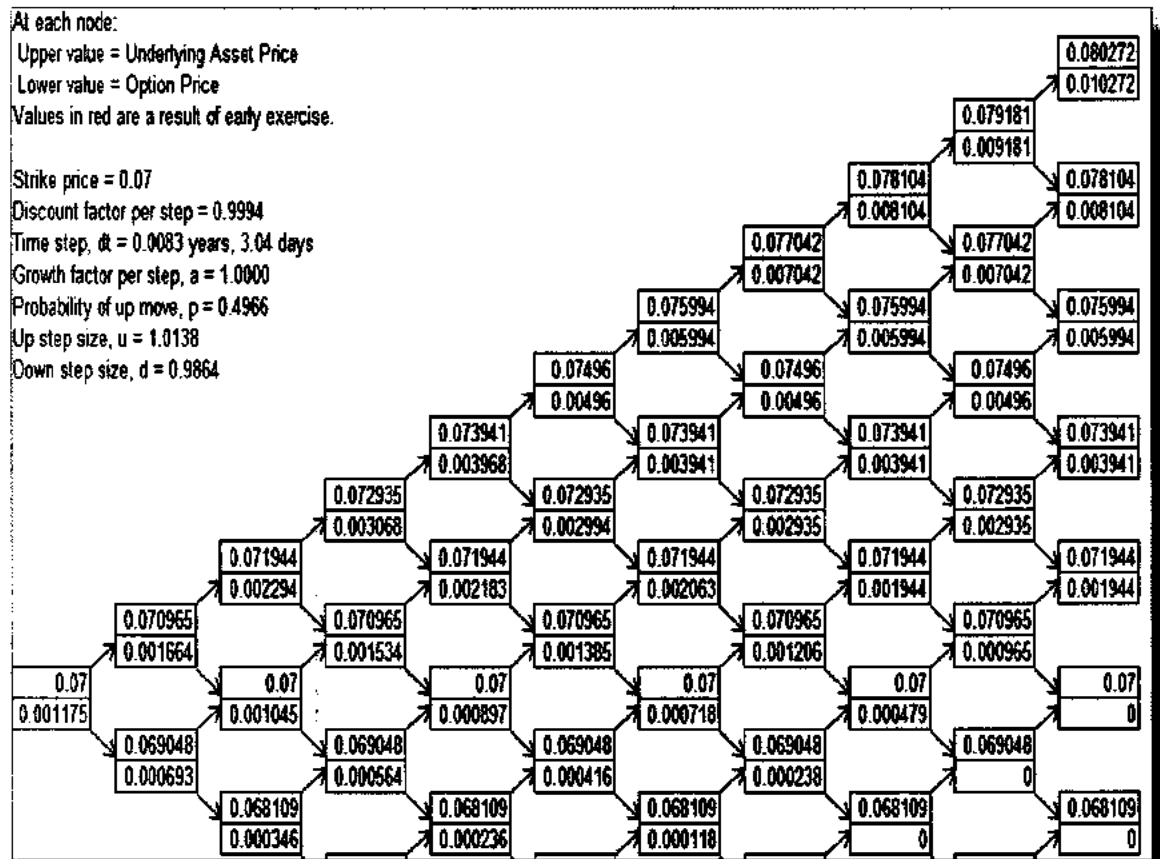 At each node:
Upper value = Underlying Asset Price 0.080272
Lower value = Option Price 0.010272
Values in red are a result of early exercise. 0.079181
0.009181
Strike price = 0.07 0.078104 0.078104
Discount factor per step = 0.9994 0.008104 0.008104
Time step, dt = 0.0083 years, 3.04 days 0.077042 0.077042
Growth factor per step, a = 1.0000 0.007042 0.007042
Probability of up move, p = 0.4966 0.075994 0.075994 0.075994
Up step size, u = 1.0138 0.005994 0.005994 0.005994
Down step size, d = 0.9864 0.07496 0.07496 0.07496
0.00496 0.00496 0.00496
0.073941 0.073941 0.073941 0.073941
0.003968 0.003941 0.003941 0.003941
0.072935 0.072935 0.072935 0.072935
0.003068 0.002994 0.002935 0.002935
0.071944 0.071944 0.071944 0.071944 0.071944
0.002294 0.002183 0.002063 0.001944 0.001944
0.070965 0.070965 0.070965 0.070965 0.070965
0.001664 0.001534 0.001385 0.001206 0.000965
0.07 0.07 0.07 0.07 0.07 0.07
0.001175 0.001045 0.000897 0.000718 0.000479 0
0.069048 0.069048 0.069048 0.069048 0.069048
0.000693 0.000564 0.000416 0.000238 0
0.068109 0.068109 0.068109 0.068109 0.068109
0.000346 0.000236 0.000118 0 0